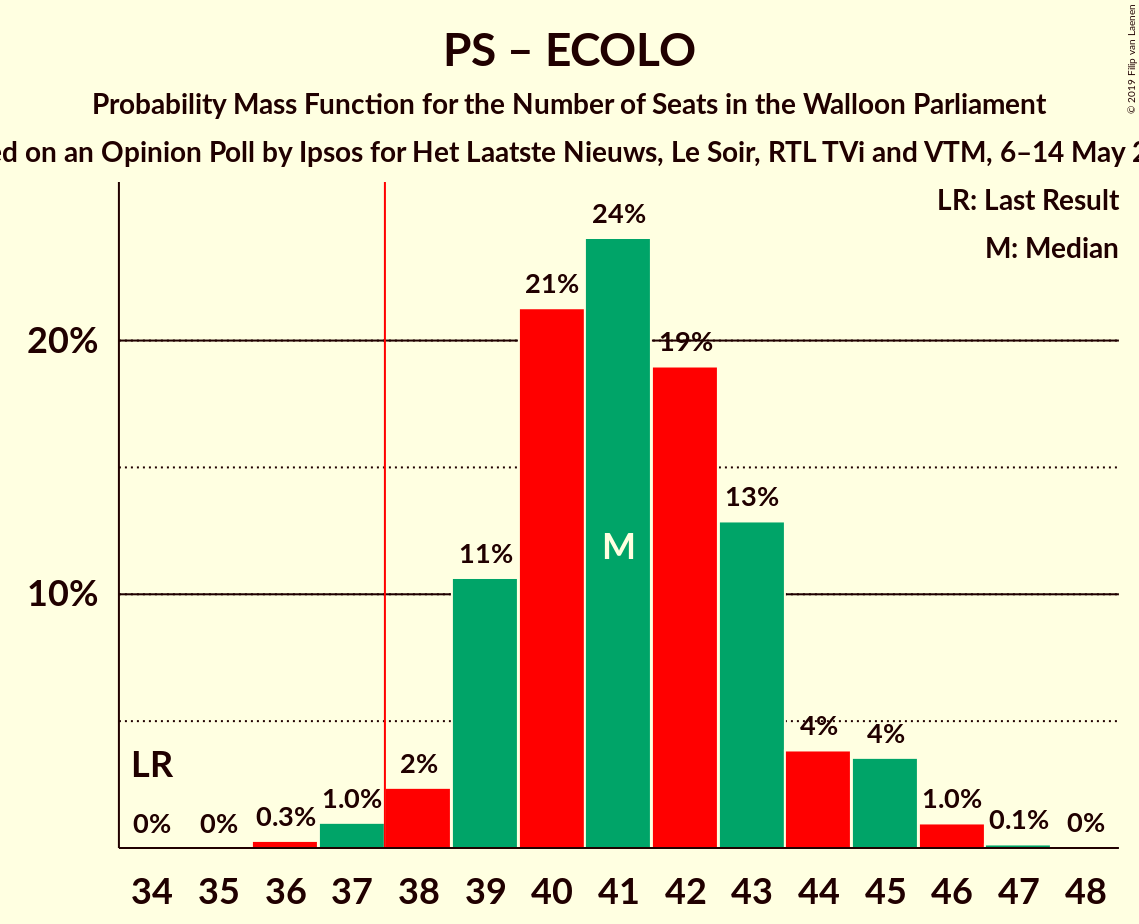 PS – ECOLO
Probability Mass Function for the Number of Seats in the Walloon Parliament
on an Opinion Poll by Ipsos for Het Laatste Nieuws, Le Soir, RTL TVi and VTM, 6–14 May
© 2019 Filip van Laenen
LR: Last Result
M: Median
24%
21%
20%
19%
13%
M
11%
10%
4%
4%
LR
2%
1.0%
1.0%
0.3%
0.1%
0%
0%
0%
34 35 36 37 38 39 40 41 42 43 44 45 46 47 48